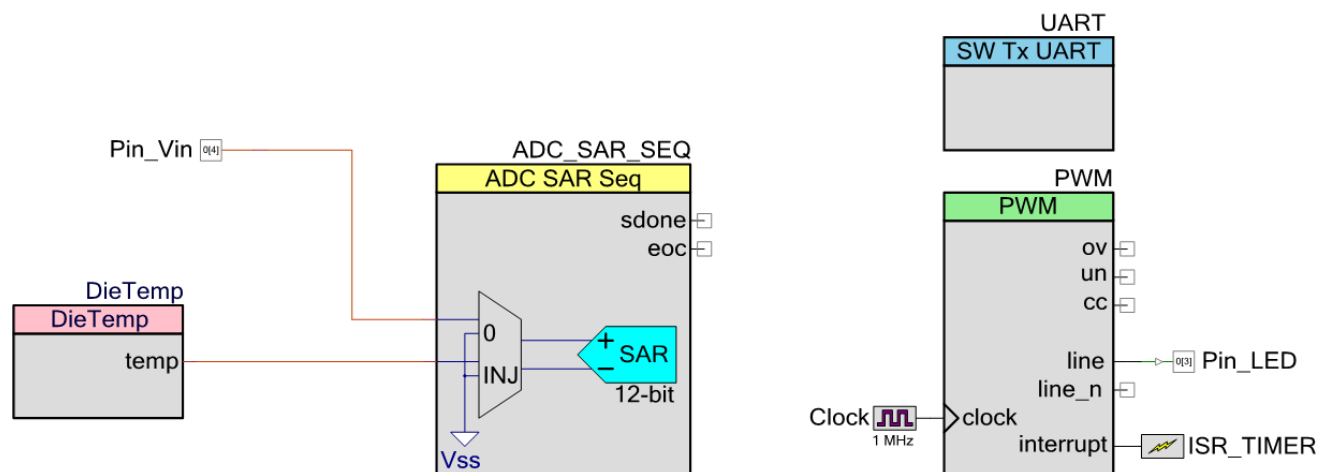 UART
SW Tx UART
Pin_Vin 0[4]
ADC_SAR_SEQ
ADC SAR Seq
sdone
eoc
DieTemp
DieTemp
temp
0
INJ
+
SAR
−
12-bit
Vss
PWM
PWM
ov
un
cc
line 0[3] Pin_LED
line_n
Clock clock
1 MHz
interrupt ISR_TIMER